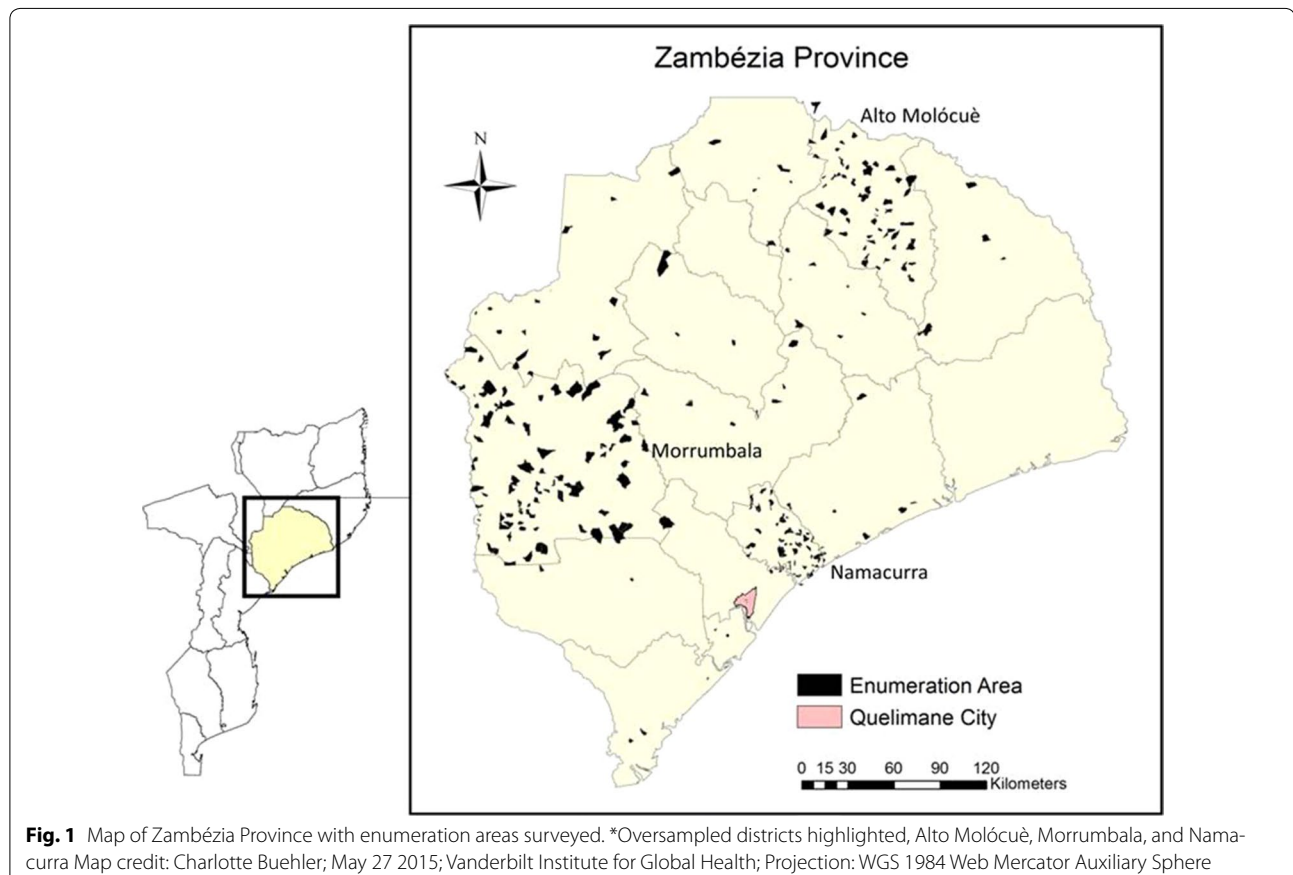 Zambézia Province
N
Alto Molócuè
Morrumbala
Namacurra
Enumeration Area
Quelimane City
0 15 30 60 90 120
Kilometers
Fig. 1 Map of Zambézia Province with enumeration areas surveyed. *Oversampled districts highlighted, Alto Molócuè, Morrumbala, and Nama-
curra Map credit: Charlotte Buehler; May 27 2015; Vanderbilt Institute for Global Health; Projection: WGS 1984 Web Mercator Auxiliary Sphere